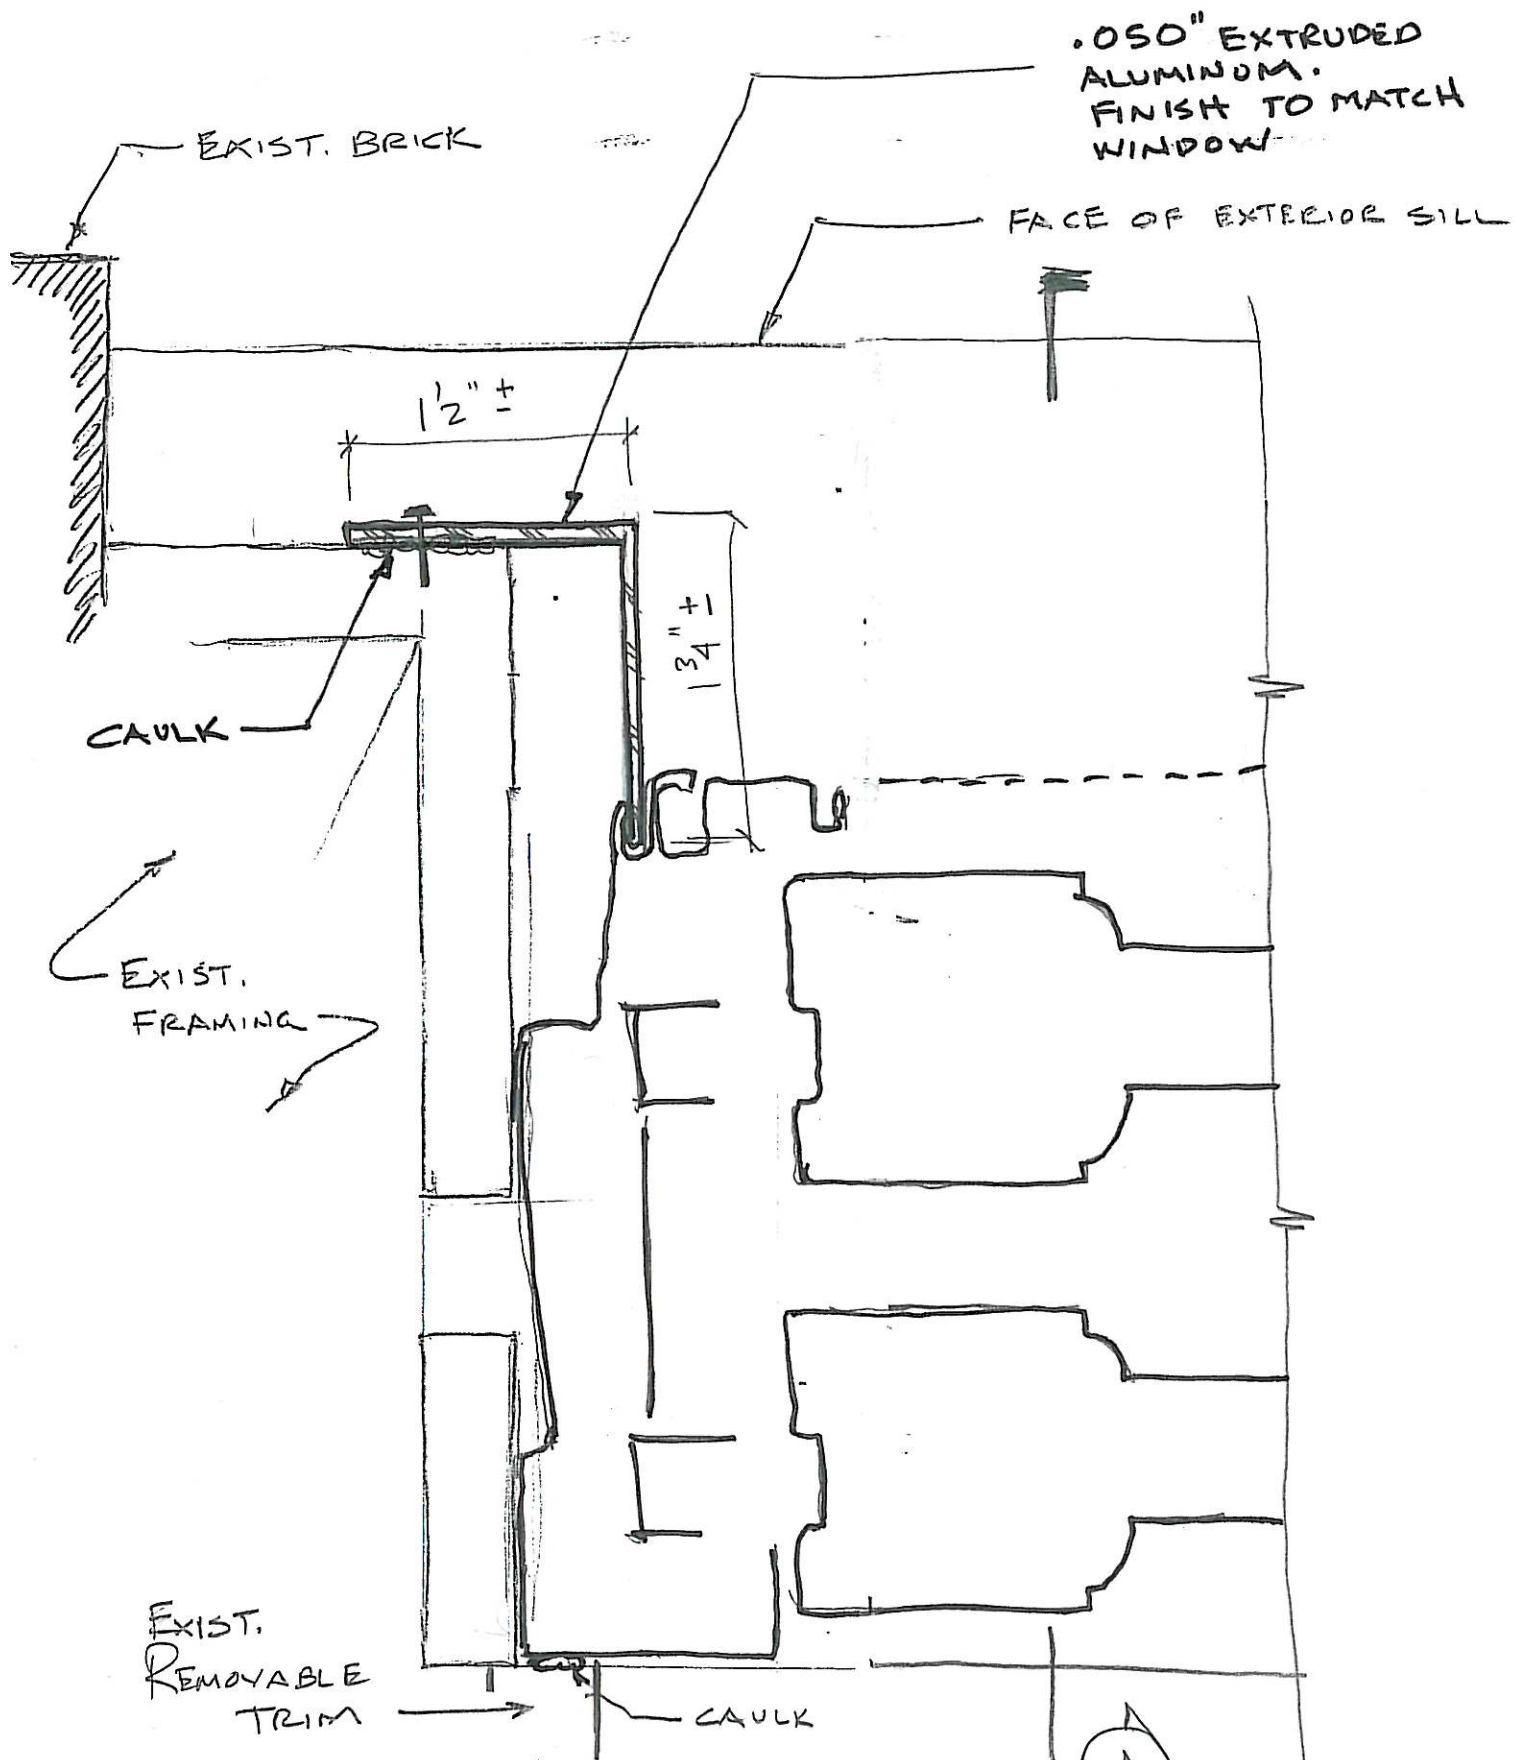 .050" EXTRUDED
ALUMINUM.
FINISH TO MATCH
WINDOW
EXIST. BRICK
FACE OF EXTERIOR SILL
1 1/2" ±
1 3/4" ±
CAULK
EXIST.
FRAMING
EXIST.
REMOVABLE
TRIM
CAULK